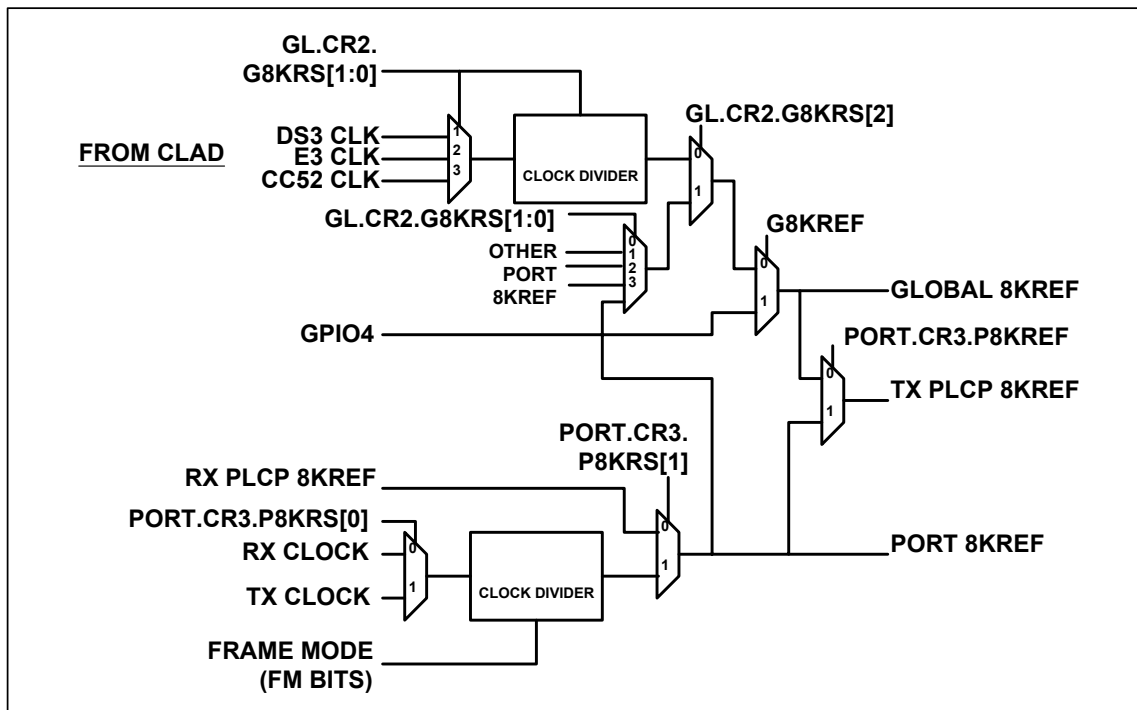 GL.CR2.
G8KRS[1:0]
FROM CLAD
DS3 CLK
E3 CLK
CC52 CLK
1
2
3
CLOCK DIVIDER
GL.CR2.G8KRS[2]
0
1
GL.CR2.G8KRS[1:0]
OTHER
PORT
8KREF
0
1
2
3
G8KREF
0
1
GLOBAL 8KREF
GPIO4
PORT.CR3.P8KREF
0
1
TX PLCP 8KREF
PORT.CR3.
P8KRS[1]
RX PLCP 8KREF
PORT.CR3.P8KRS[0]
RX CLOCK
TX CLOCK
0
1
CLOCK DIVIDER
0
1
PORT 8KREF
FRAME MODE
(FM BITS)